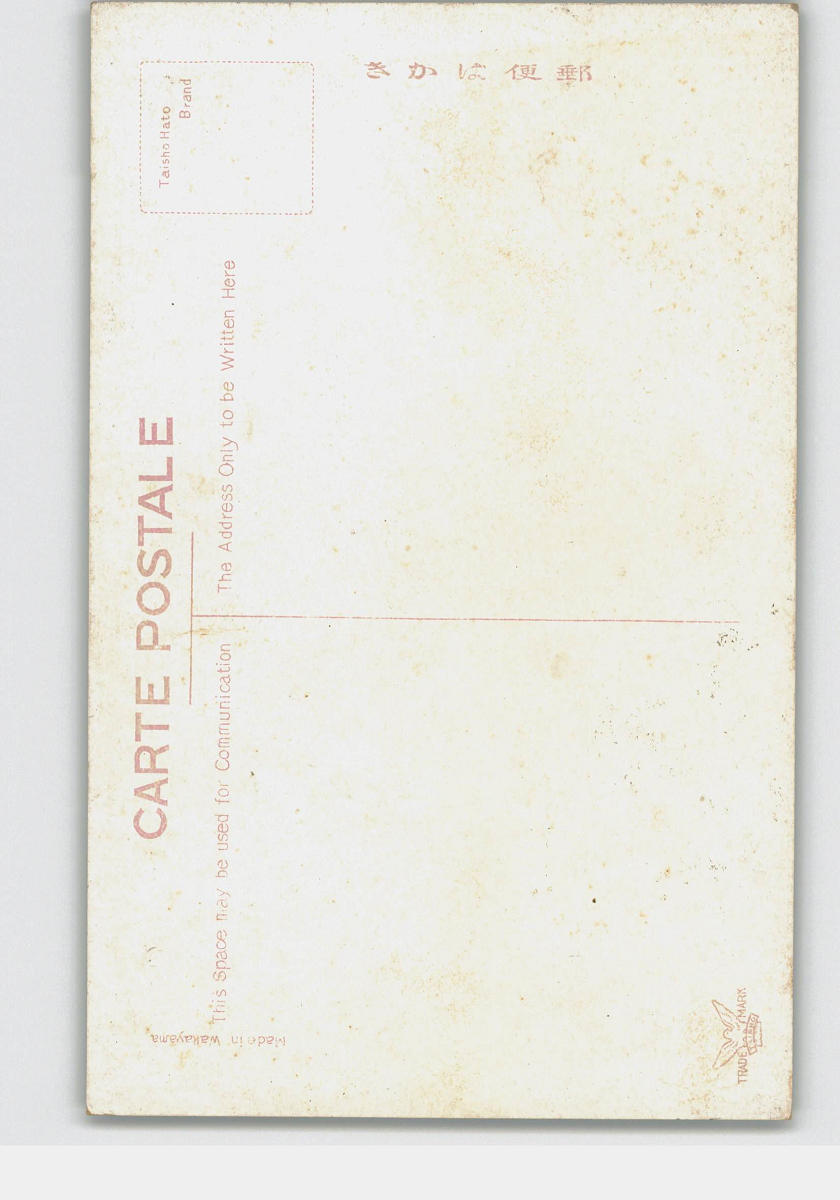 きかは便郵
Taisho Hato
Brand
CARTE POSTALE
The Address Only to be Written Here
This Space may be used for Communication
Made in Wakayama
TRADE MARK